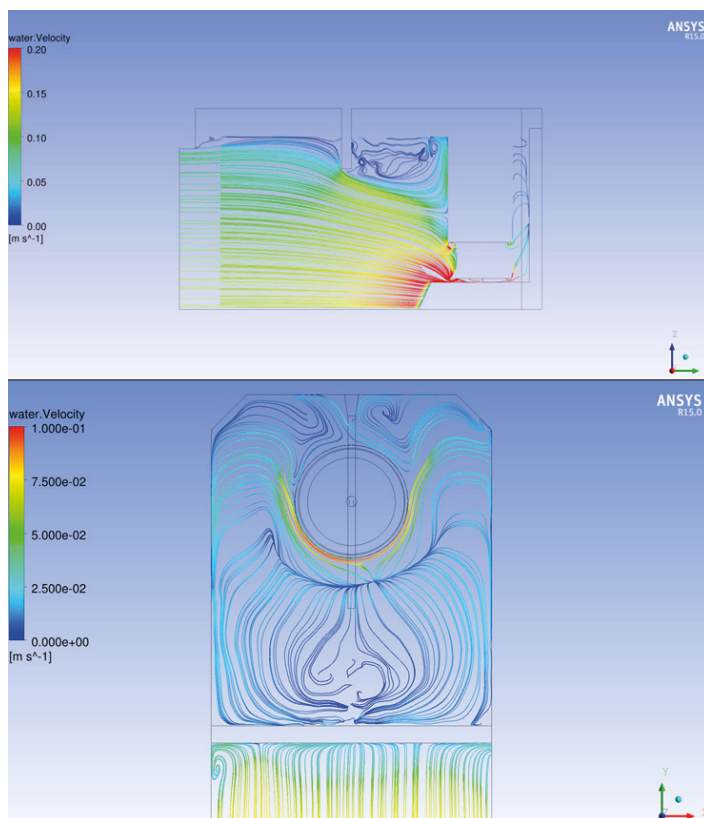 ANSYS
R15.0
water.Velocity
0.20
0.15
0.10
0.05
0.00
[m s^-1]
Z
ANSYS
R15.0
water.Velocity
1.000e-01
7.500e-02
5.000e-02
2.500e-02
0.000e+00
[m s^-1]
Y
X